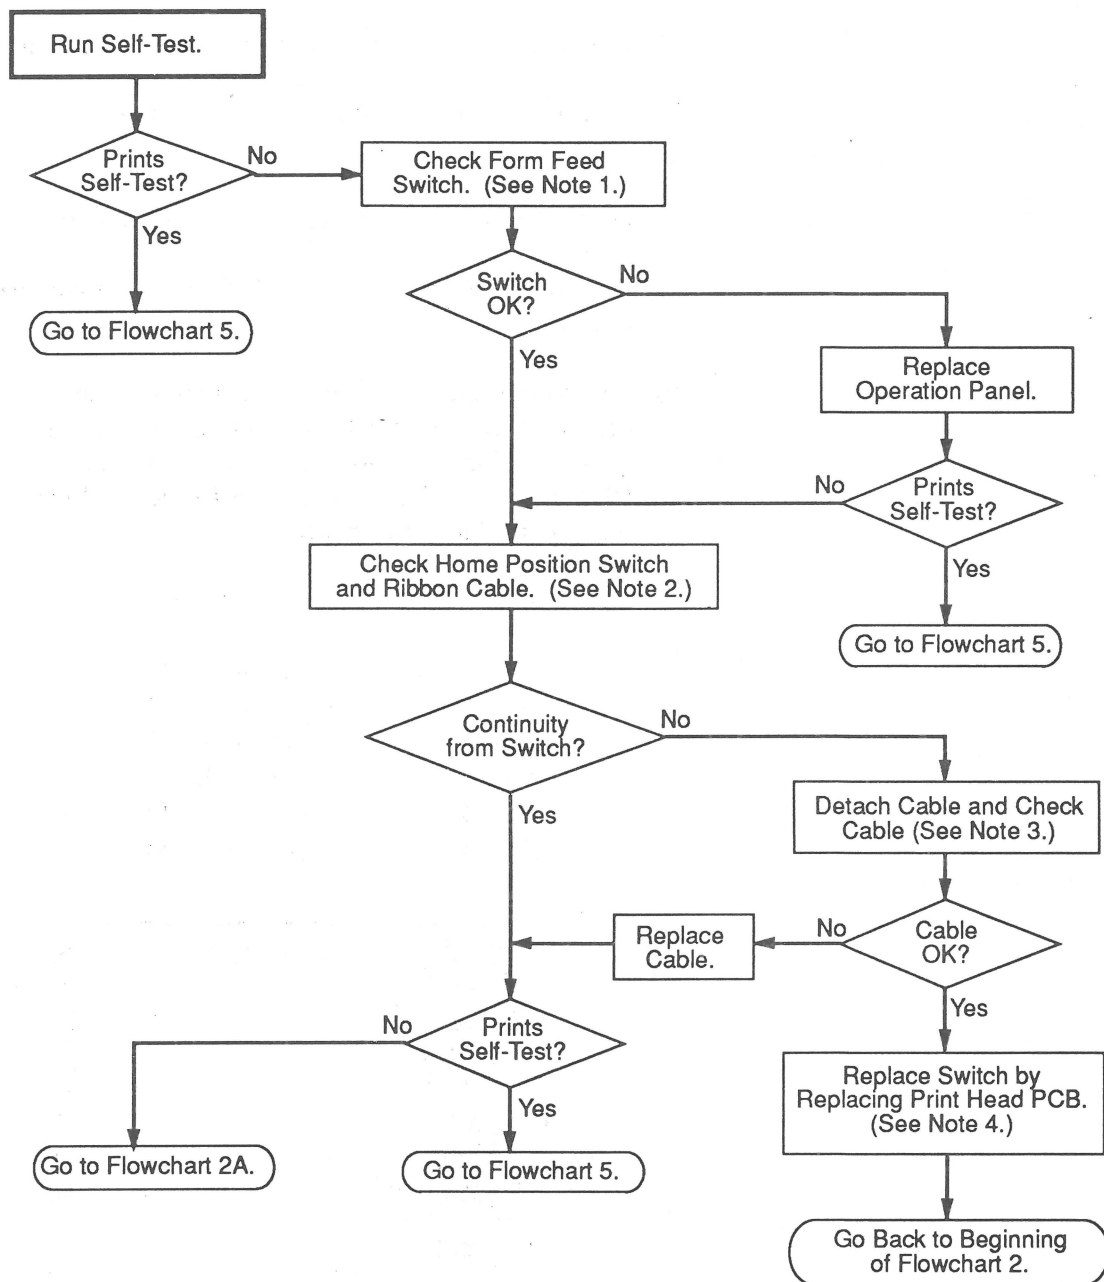 Run Self-Test.
Prints
Self-Test?
No
Yes
Check Form Feed
Switch. (See Note 1.)
Go to Flowchart 5.
Switch
OK?
No
Yes
Replace
Operation Panel.
Prints
Self-Test?
No
Yes
Check Home Position Switch
and Ribbon Cable. (See Note 2.)
Go to Flowchart 5.
Continuity
from Switch?
No
Yes
Detach Cable and Check
Cable (See Note 3.)
Cable
OK?
No
Yes
Replace
Cable.
Prints
Self-Test?
No
Yes
Replace Switch by
Replacing Print Head PCB.
(See Note 4.)
Go to Flowchart 2A.
Go to Flowchart 5.
Go Back to Beginning
of Flowchart 2.